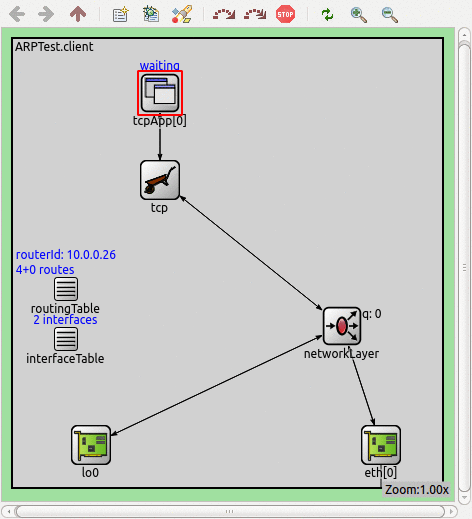 STOP
ARPTest.client
waiting
tcpApp[0]
tcp
routerId: 10.0.0.26
4+0 routes
routingTable
2 interfaces
interfaceTable
q: 0
networkLayer
lo0
eth[0]
Zoom:1.00x